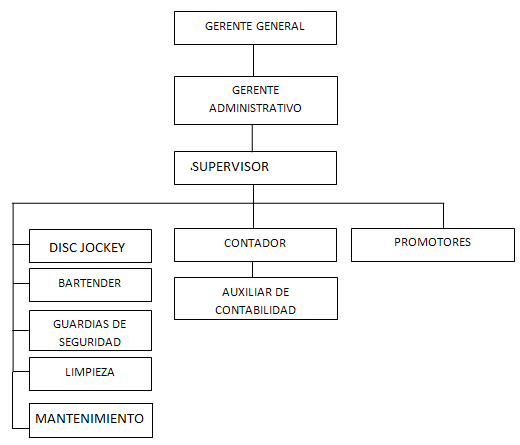 GERENTE GENERAL
GERENTE
ADMINISTRATIVO
.SUPERVISOR
DISC JOCKEY
BARTENDER
GUARDIAS DE
SEGURIDAD
LIMPIEZA
MANTENIMIENTO
CONTADOR
AUXILIAR DE
CONTABILIDAD
PROMOTORES